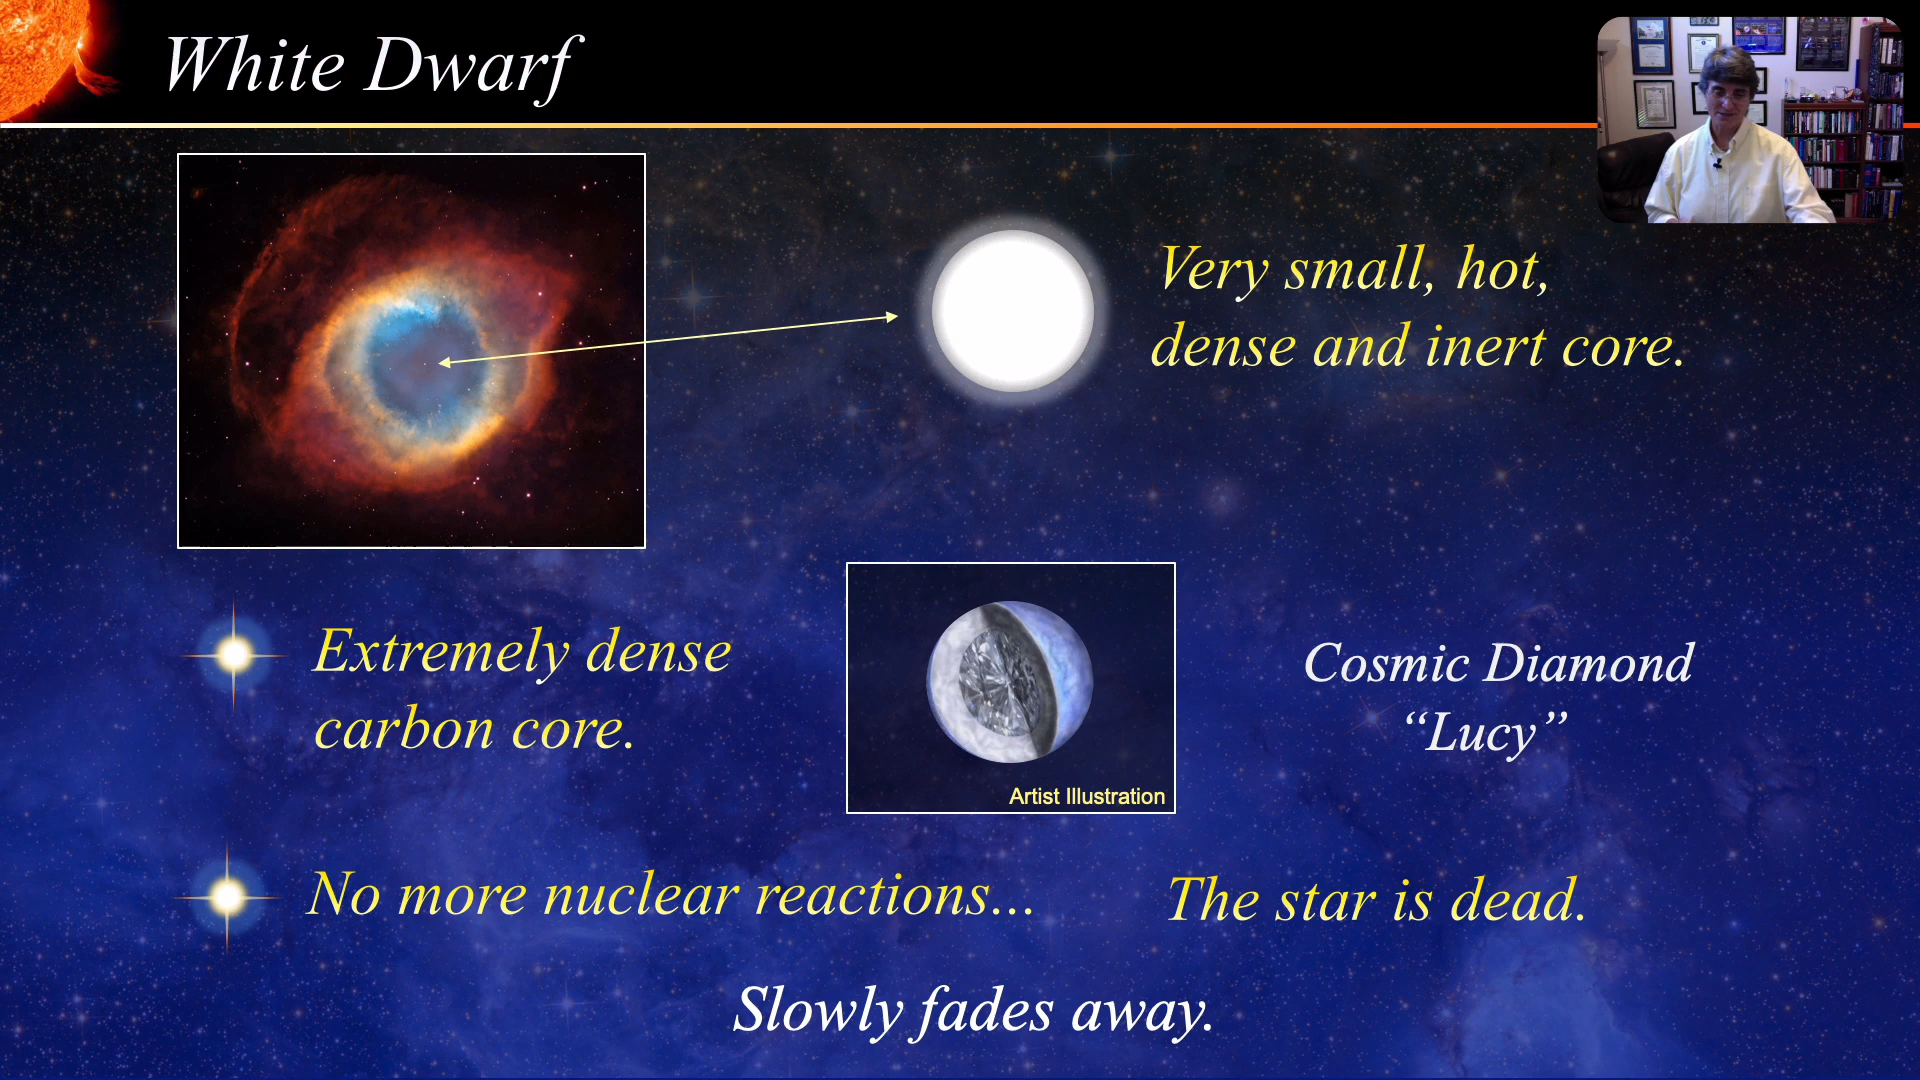 White Dwarf
Very small, hot,
dense and inert core.
Extremely dense
carbon core.
Artist Illustration
Cosmic Diamond
“Lucy”
No more nuclear reactions...
The star is dead.
Slowly fades away.